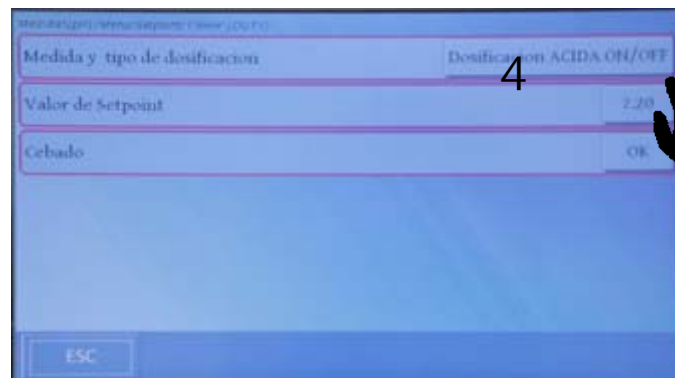 Medida y tipo de dosificacion
Dosificacion ACIDA ON/OFF
4
Valor de Setpoint
7.20
Cebado
OK
ESC